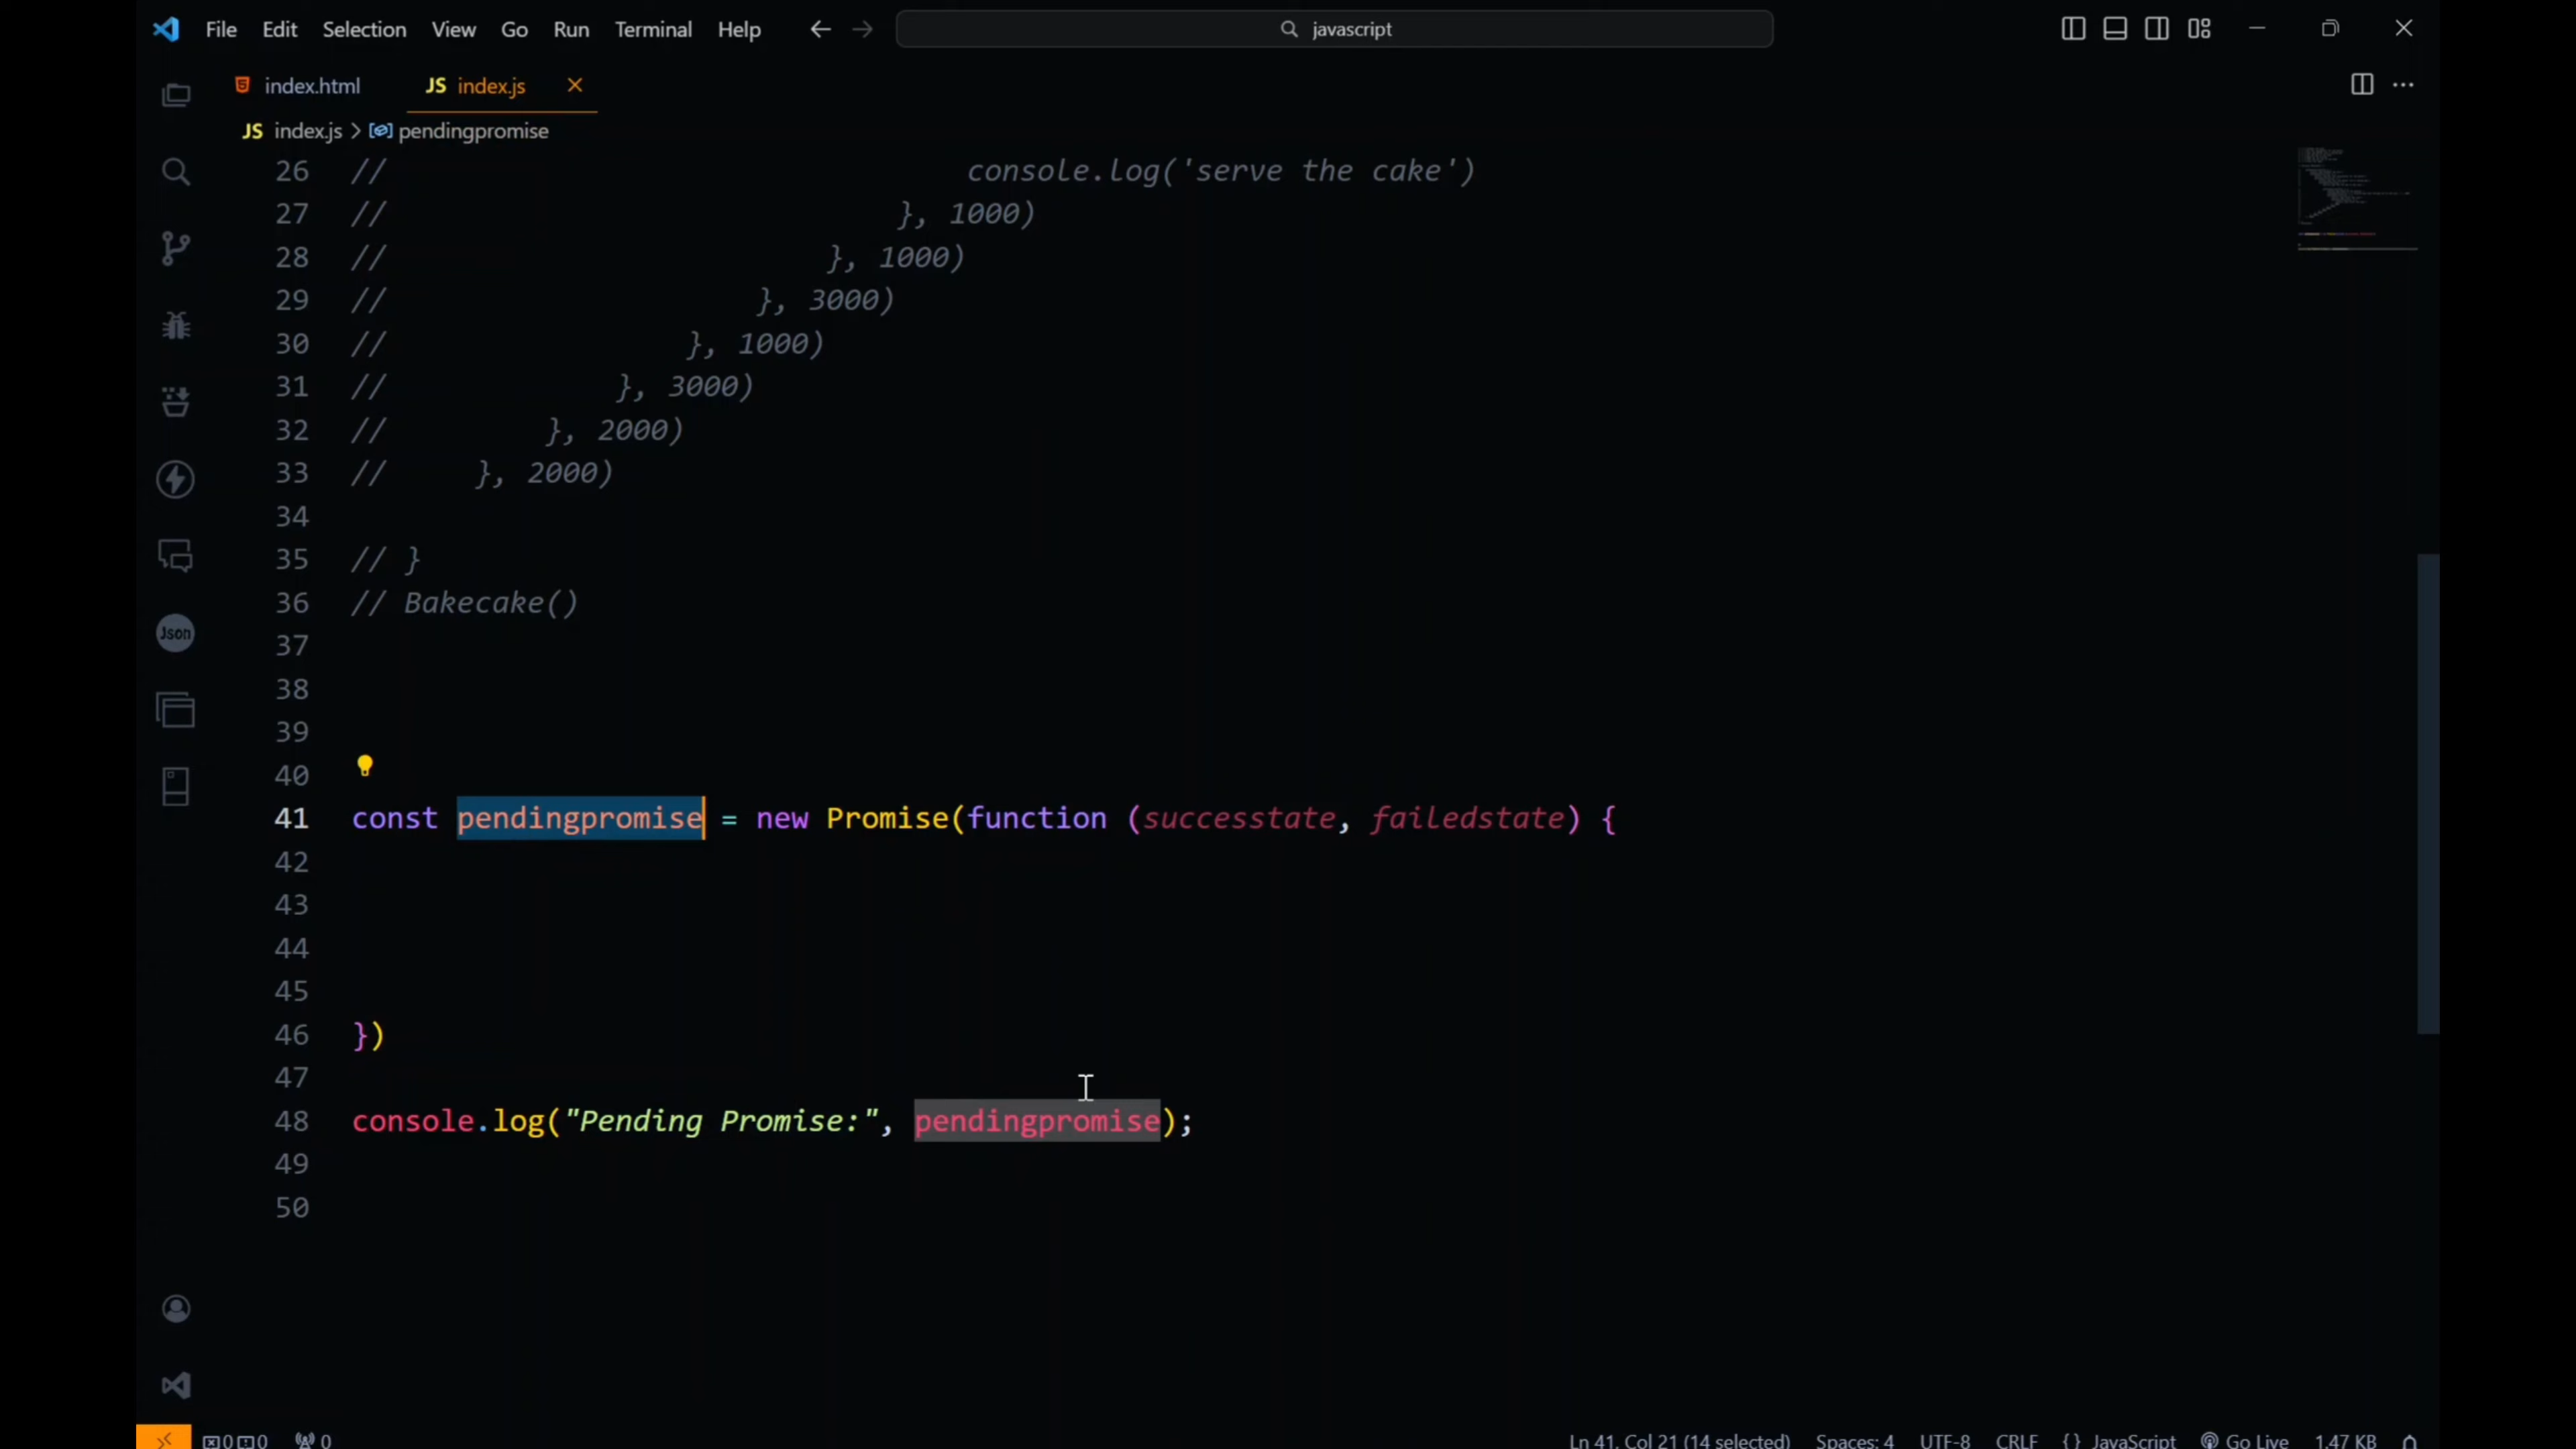 File Edit Selection View Go Run Terminal Help javascript
index.html JS index.js
JS index.js > pendingpromise
26 // console.log('serve the cake')
27 // }, 1000)
28 // }, 1000)
29 // }, 3000)
30 // }, 1000)
31 // }, 3000)
32 // }, 2000)
33 // }, 2000)
34
35 // }
36 // Bakecake()
37
38
39
40
41 const pendingpromise = new Promise(function (successtate, failedstate) {
42
43
44
45
46 })
47
48 console.log("Pending Promise:", pendingpromise);
49
50
Json
0 0 0 Ln 41, Col 21 (14 selected) Spaces: 4 UTF-8 CRLF {} JavaScript Go Live 1.47 KB